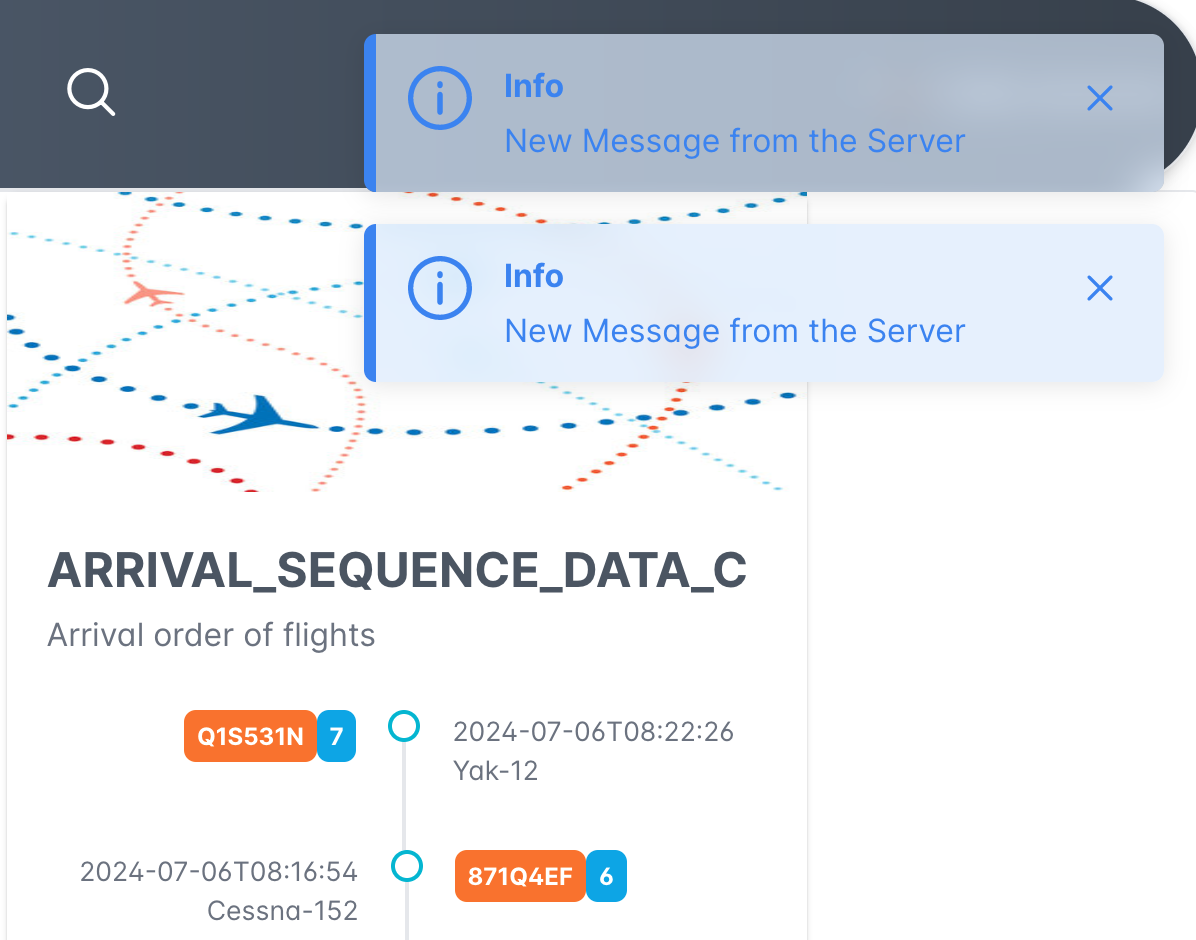 Info
New Message from the Server
Info
New Message from the Server
ARRIVAL_SEQUENCE_DATA_C
Arrival order of flights
Q1S531N 7
2024-07-06T08:22:26
Yak-12
2024-07-06T08:16:54
Cessna-152
871Q4EF 6